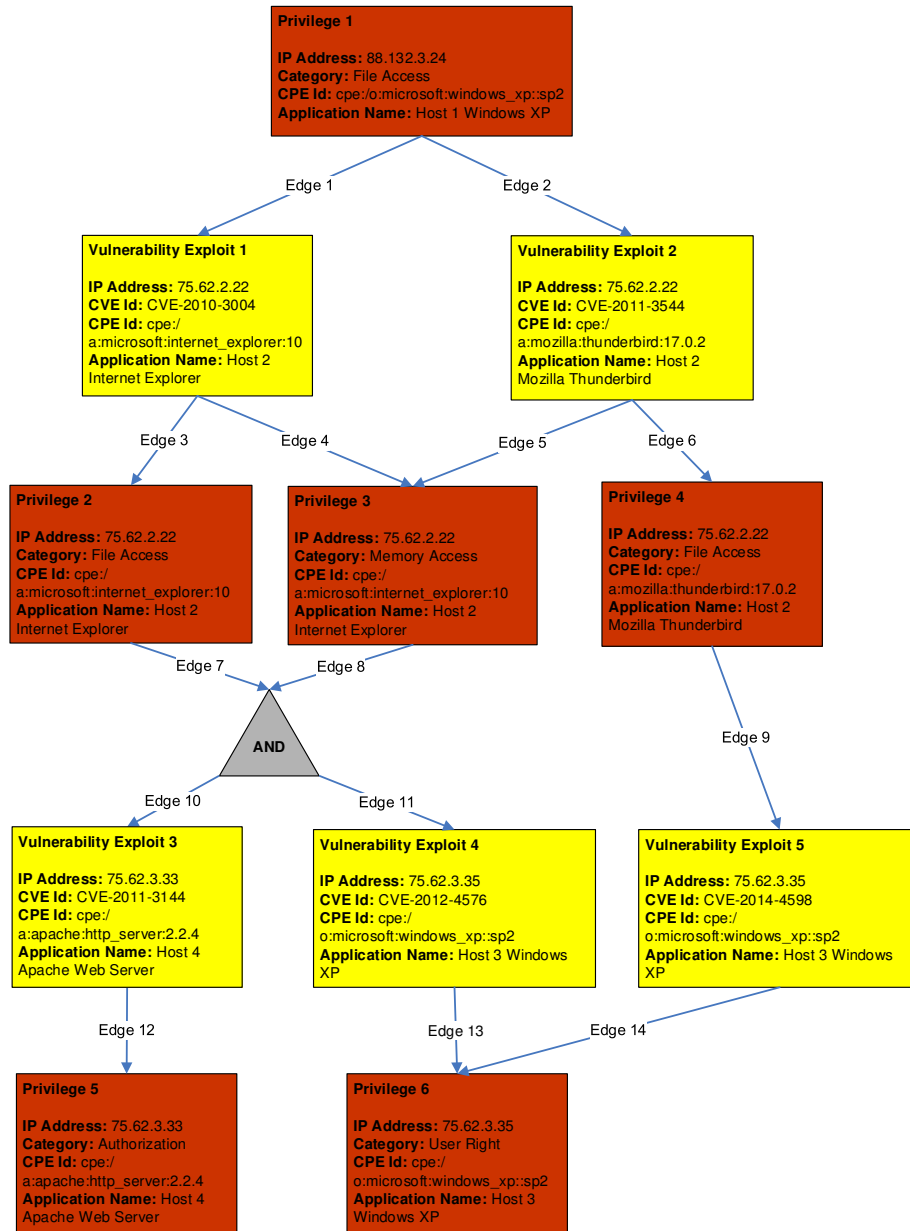 Privilege 1
IP Address: 88.132.3.24
Category: File Access
CPE Id: cpe:/o:microsoft:windows_xp::sp2
Application Name: Host 1 Windows XP
Edge 1
Edge 2
Vulnerability Exploit 1
IP Address: 75.62.2.22
CVE Id: CVE-2010-3004
CPE Id: cpe:/
a:microsoft:internet_explorer:10
Application Name: Host 2
Internet Explorer
Vulnerability Exploit 2
IP Address: 75.62.2.22
CVE Id: CVE-2011-3544
CPE Id: cpe:/
a:mozilla:thunderbird:17.0.2
Application Name: Host 2
Mozilla Thunderbird
Edge 3
Edge 4
Edge 5
Edge 6
Privilege 2
IP Address: 75.62.2.22
Category: File Access
CPE Id: cpe:/
a:microsoft:internet_explorer:10
Application Name: Host 2
Internet Explorer
Privilege 3
IP Address: 75.62.2.22
Category: Memory Access
CPE Id: cpe:/
a:microsoft:internet_explorer:10
Application Name: Host 2
Internet Explorer
Privilege 4
IP Address: 75.62.2.22
Category: File Access
CPE Id: cpe:/
a:mozilla:thunderbird:17.0.2
Application Name: Host 2
Mozilla Thunderbird
Edge 7
Edge 8
Edge 9
AND
Edge 10
Edge 11
Vulnerability Exploit 3
IP Address: 75.62.3.33
CVE Id: CVE-2011-3144
CPE Id: cpe:/
a:apache:http_server:2.2.4
Application Name: Host 4
Apache Web Server
Vulnerability Exploit 4
IP Address: 75.62.3.35
CVE Id: CVE-2012-4576
CPE Id: cpe:/
o:microsoft:windows_xp::sp2
Application Name: Host 3 Windows
XP
Vulnerability Exploit 5
IP Address: 75.62.3.35
CVE Id: CVE-2014-4598
CPE Id: cpe:/
o:microsoft:windows_xp::sp2
Application Name: Host 3 Windows
XP
Edge 12
Edge 13
Edge 14
Privilege 5
IP Address: 75.62.3.33
Category: Authorization
CPE Id: cpe:/
a:apache:http_server:2.2.4
Application Name: Host 4
Apache Web Server
Privilege 6
IP Address: 75.62.3.35
Category: User Right
CPE Id: cpe:/
o:microsoft:windows_xp::sp2
Application Name: Host 3
Windows XP